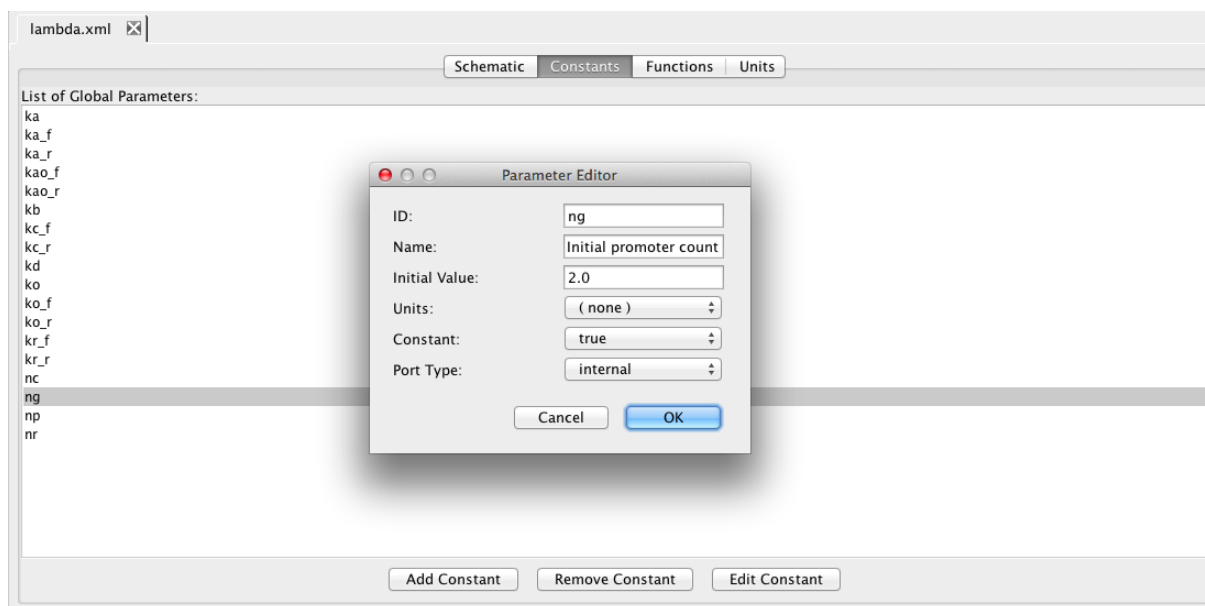 lambda.xml
Schematic Constants Functions Units
List of Global Parameters:
ka
ka_f
ka_r
kao_f
kao_r
kb
kc_f
kc_r
kd
ko
ko_f
ko_r
kr_f
kr_r
nc
ng
np
nr
Parameter Editor
ID: ng
Name: Initial promoter count
Initial Value: 2.0
Units: ( none )
Constant: true
Port Type: internal
Cancel OK
Add Constant Remove Constant Edit Constant